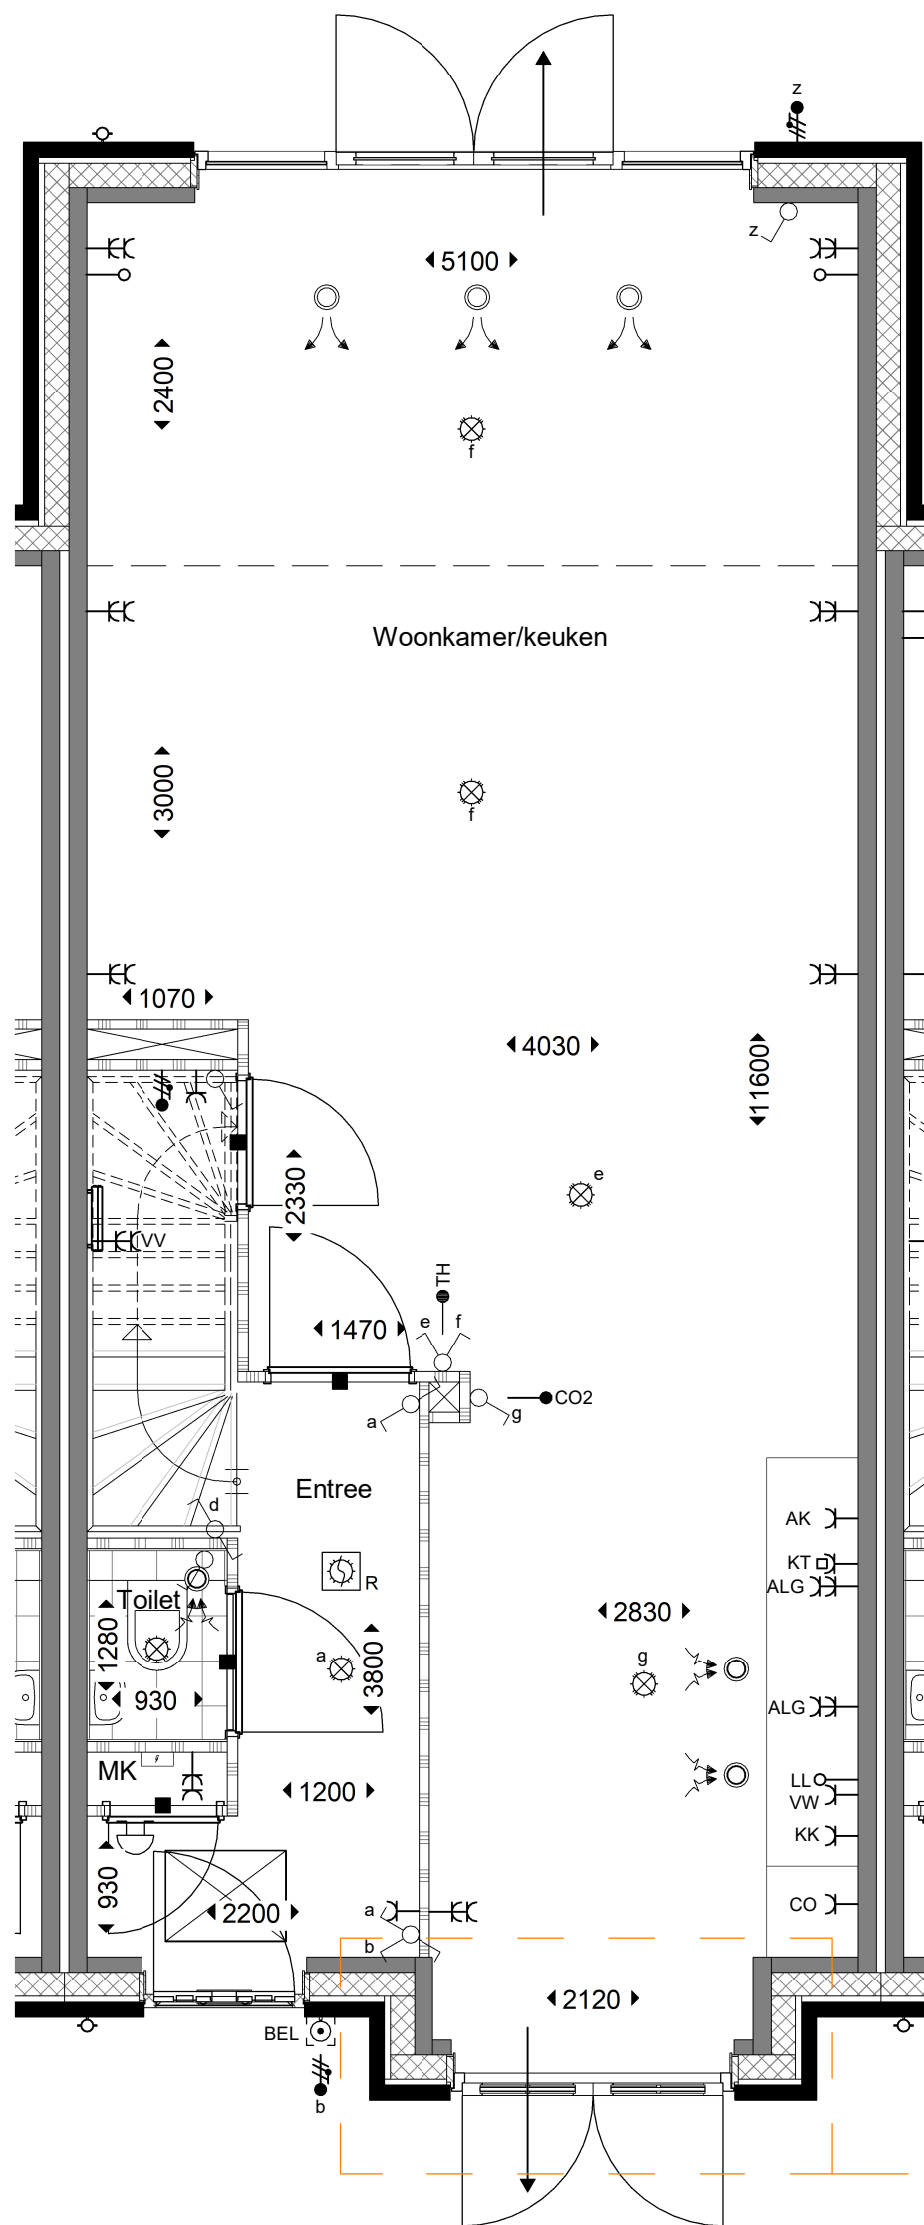 z
z
5100
2400
f
Woonkamer/keuken
3000
f
1070
4030
11600
e
2330
VV
TH
1470
e f
CO2
a
g
Entree
d
AK
KT
ALG
R
Toilet
2830
1280
3800
a
g
930
ALG
MK
LL
VW
1200
KK
930
CO
2200
a
b
2120
BEL
b